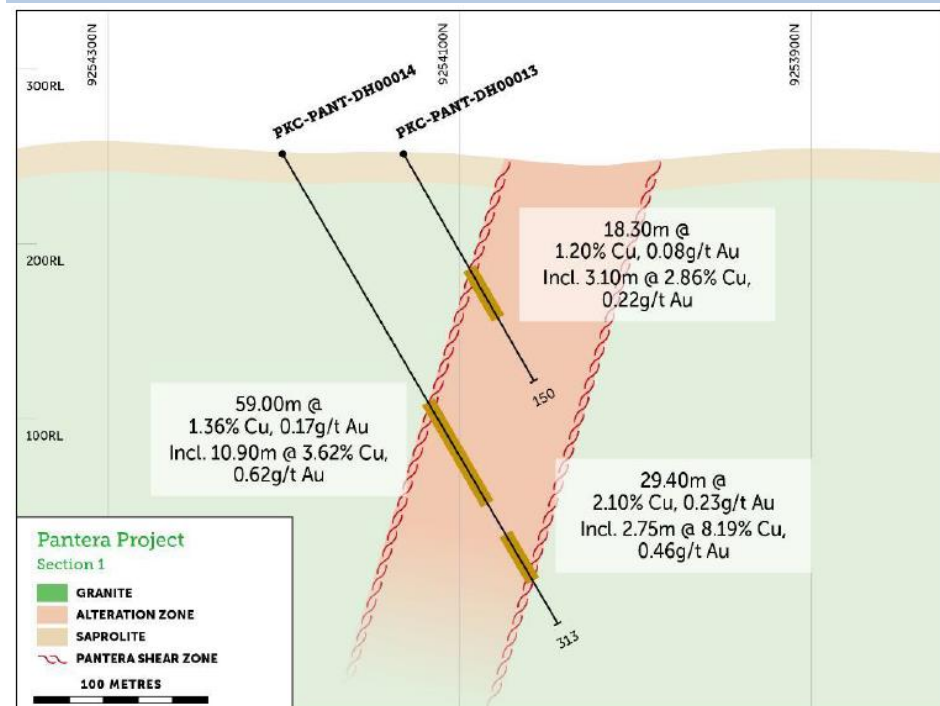 9254300N
9254100N
9253900N
300RL
PKC-PANT-DH00014
PKC-PANT-DH00013
200RL
18.30m @
1.20% Cu, 0.08g/t Au
Incl. 3.10m @ 2.86% Cu,
0.22g/t Au
150
100RL
59.00m @
1.36% Cu, 0.17g/t Au
Incl. 10.90m @ 3.62% Cu,
0.62g/t Au
29.40m @
2.10% Cu, 0.23g/t Au
Incl. 2.75m @ 8.19% Cu,
0.46g/t Au
313
Pantera Project
Section 1
GRANITE
ALTERATION ZONE
SAPROLITE
PANTERA SHEAR ZONE
100 METRES